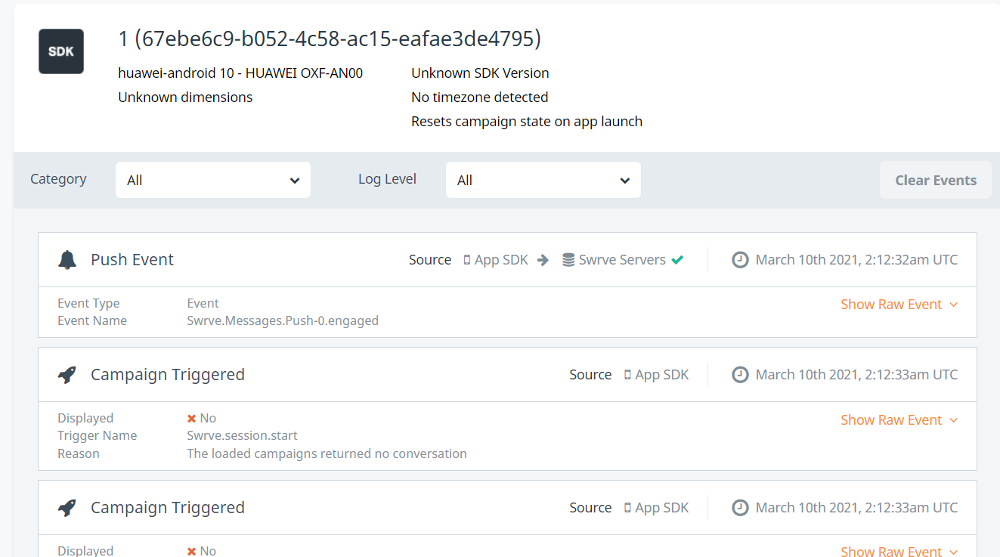 SDK
1 (67ebe6c9-b052-4c58-ac15-eafae3de4795)
huawei-android 10 - HUAWEI OXF-AN00
Unknown SDK Version
Unknown dimensions
No timezone detected
Resets campaign state on app launch
Category
All
Log Level
All
Clear Events
Push Event
Source App SDK Swrve Servers
March 10th 2021, 2:12:32am UTC
Event Type Event
Show Raw Event
Event Name Swrve.Messages.Push-0.engaged
Campaign Triggered
Source App SDK
March 10th 2021, 2:12:33am UTC
Displayed No
Show Raw Event
Trigger Name Swrve.session.start
Reason The loaded campaigns returned no conversation
Campaign Triggered
Source App SDK
March 10th 2021, 2:12:33am UTC
Displayed No
Show Raw Event